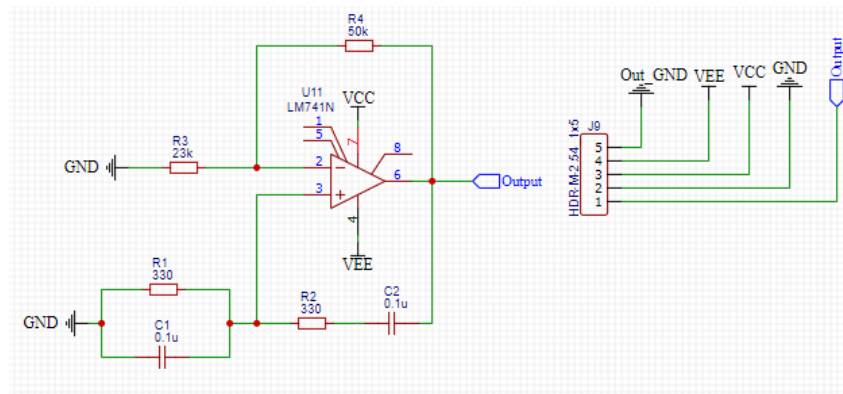 R4
50k
U11
LM741N
VCC
1
5
7
8
R3
23k
GND
2
3
6
Output
4
VEE
R1
330
GND
C1
0.1u
R2
330
C2
0.1u
Out_GND
VEE
VCC
GND
Output
J9
HDR-M-2.54_1x5
5
4
3
2
1